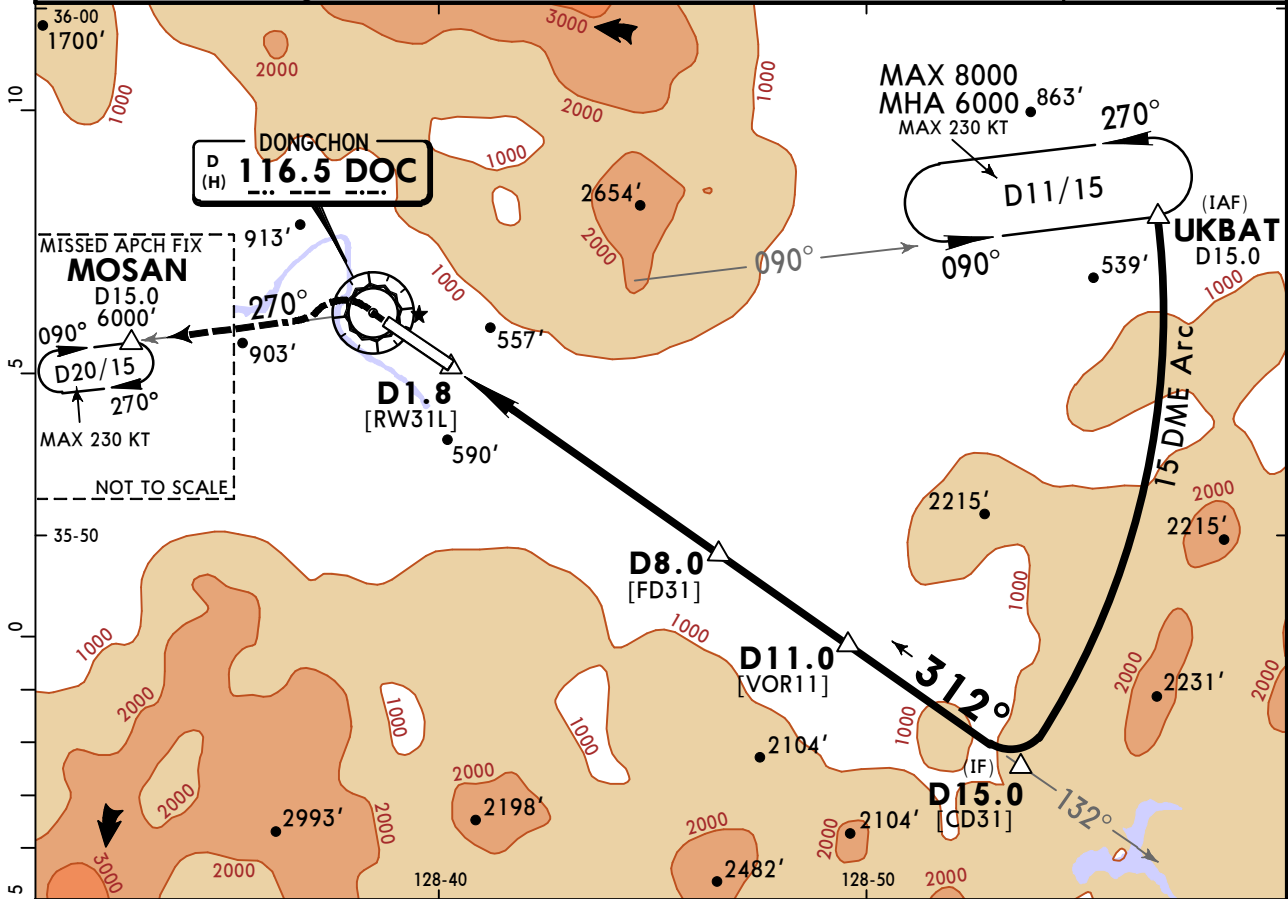 36-00
1700'
3000
2000
1000
1000
2000
MAX 8000
MHA 6000
MAX 230 KT
863'
270°
10
DONGCHON
D
(H)
116.5 DOC
1000
2654'
2000
D11/15
(IAF)
UKBAT
D15.0
913'
MISSED APCH FIX
MOSAN
D15.0
6000'
270°
1000
090°
090°
539'
1000
090°
D20/15
270°
MAX 230 KT
903'
557'
5
15 DME Arc
D1.8
[RW31L]
590'
NOT TO SCALE
2215'
2000
2215'
35-50
D8.0
[FD31]
1000
0
1000
1000
D11.0
[VOR11]
312°
2000
2231'
2000
2000
1000
1000
1000
2104'
(IF)
D15.0
[CD31]
132°
2000
2993'
2000
2000
2198'
2000
2104'
2000
3000
2000
128-40
2482'
128-50
2000
5